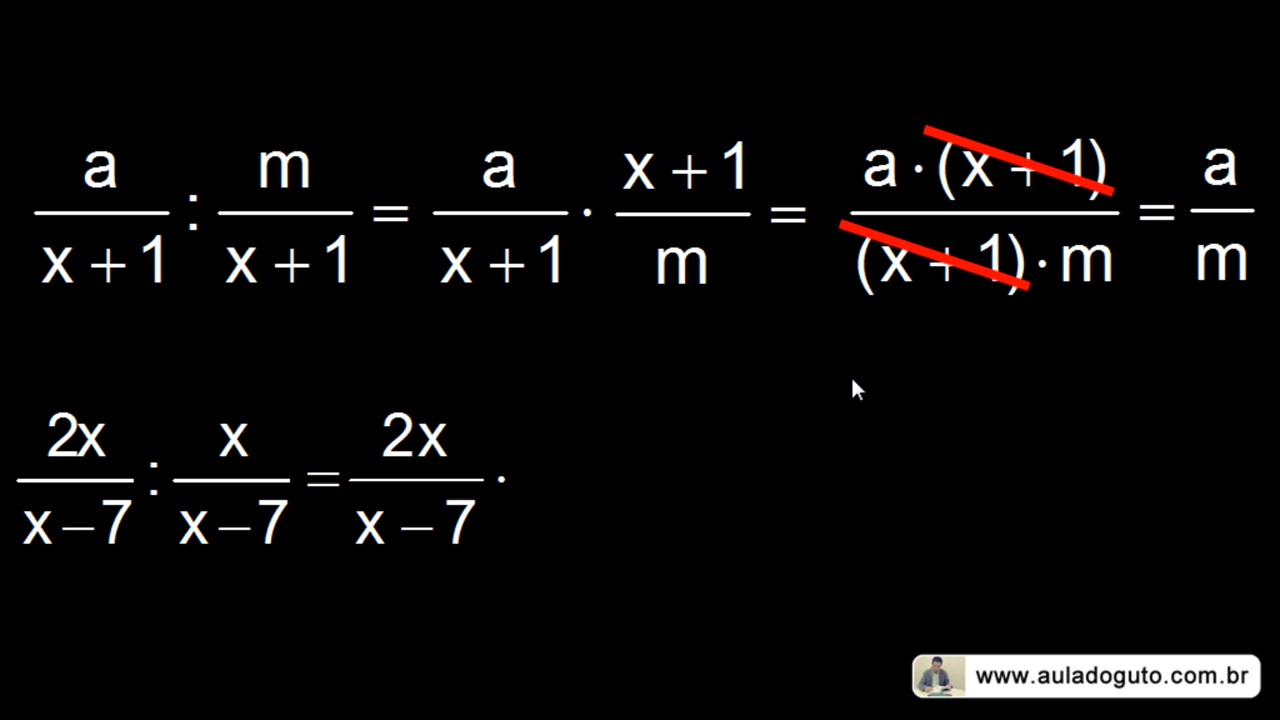 a/(x + 1) : m/(x + 1) = a/(x + 1) · (x + 1)/m = a · (x + 1)/(x + 1) · m = a/m
2x/(x – 7) : x/(x – 7) = 2x/(x – 7) ·
www.auladoguto.com.br